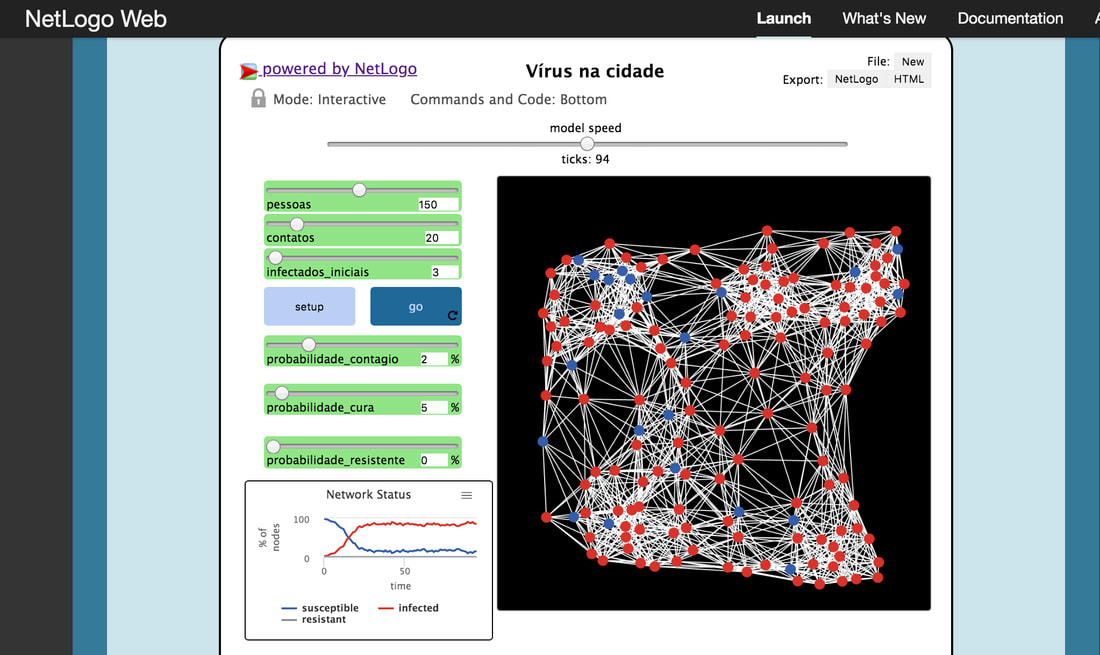 NetLogo Web
Launch What's New Documentation
powered by NetLogo
Vírus na cidade
File: New
Export: NetLogo HTML
Mode: Interactive Commands and Code: Bottom
model speed
ticks: 94
pessoas 150
contatos 20
infectados_iniciais 3
setup go
probabilidade_contagio 2 %
probabilidade_cura 5 %
probabilidade_resistente 0 %
Network Status
% of nodes
100
0
0 50
time
susceptible infected
resistant